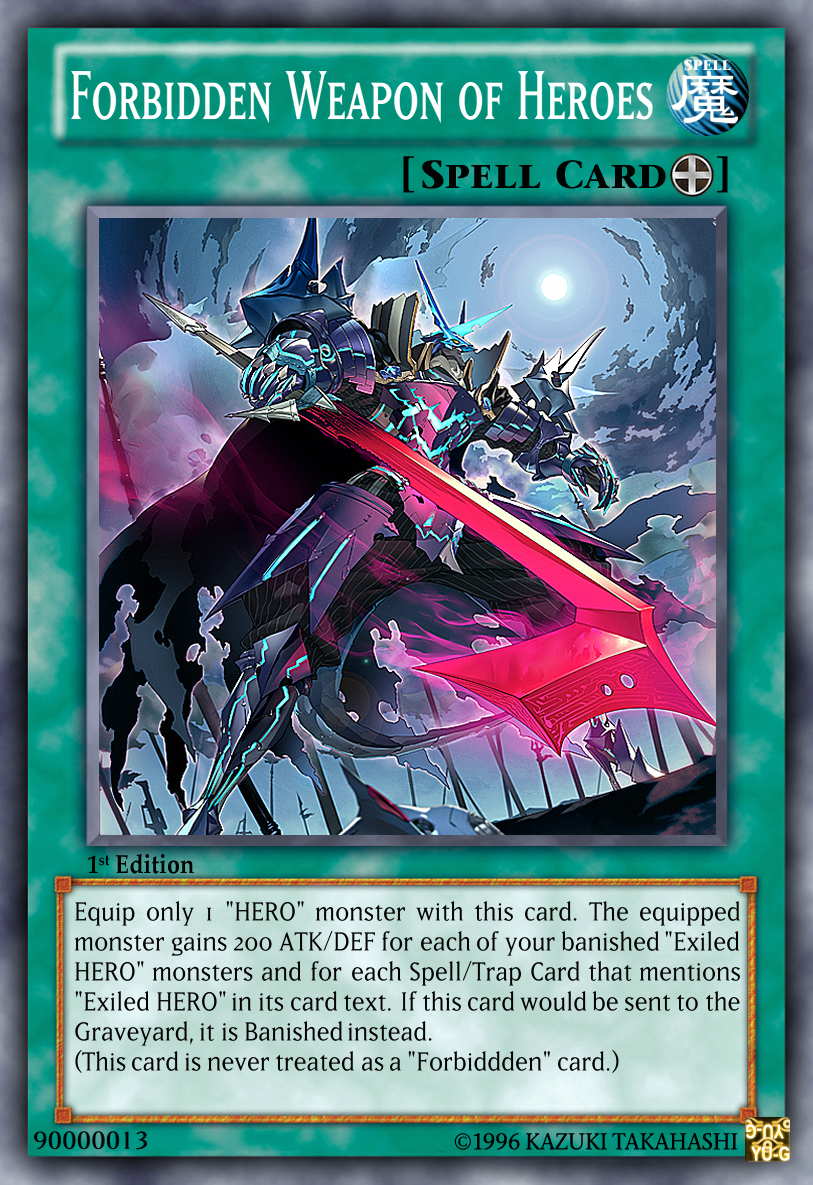 Forbidden Weapon of Heroes
SPELL
魔
[Spell Card]
1st Edition
Equip only 1 "HERO" monster with this card. The equipped
monster gains 200 ATK/DEF for each of your banished "Exiled
HERO" monsters and for each Spell/Trap Card that mentions
"Exiled HERO" in its card text. If this card would be sent to the
Graveyard, it is Banished instead.
(This card is never treated as a "Forbiddden" card.)
90000013
©1996 KAZUKI TAKAHASHI